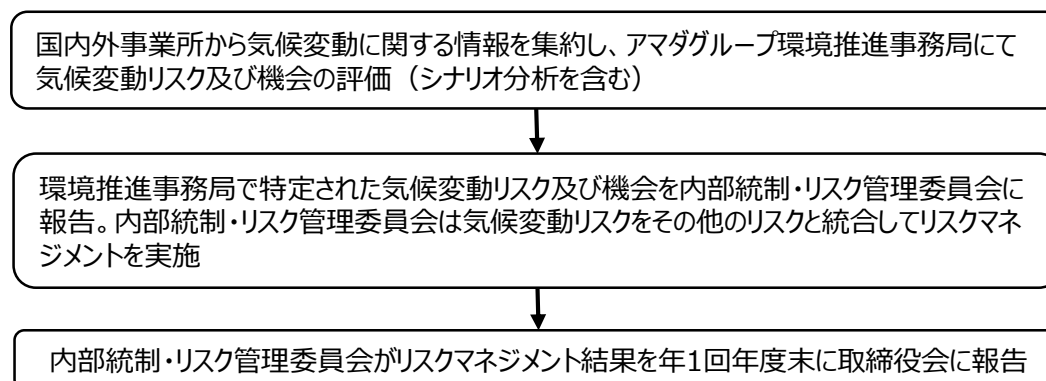 国内外事業所から気候変動に関する情報を集約し、アマダグループ環境推進事務局にて
気候変動リスク及び機会の評価（シナリオ分析を含む）
環境推進事務局で特定された気候変動リスク及び機会を内部統制・リスク管理委員会に
報告。内部統制・リスク管理委員会は気候変動リスクをその他のリスクと統合してリスクマネ
ジメントを実施
内部統制・リスク管理委員会がリスクマネジメント結果を年1回年度末に取締役会に報告